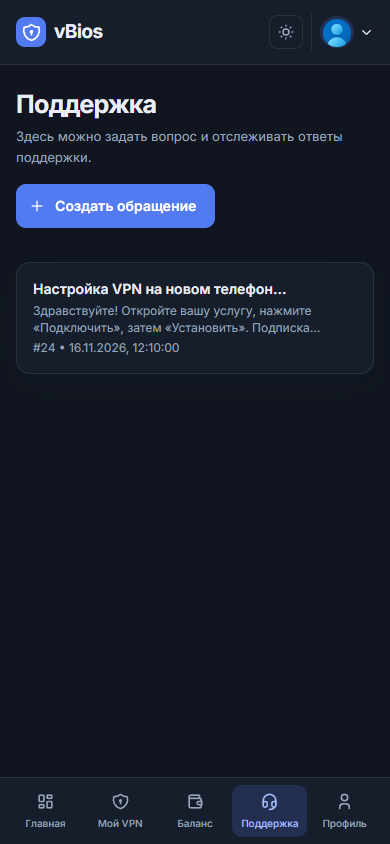 vBios
Поддержка
Здесь можно задать вопрос и отслеживать ответы
поддержки.
+ Создать обращение
Настройка VPN на новом телефон...
Здравствуйте! Откройте вашу услугу, нажмите
«Подключить», затем «Установить». Подписка...
#24 • 16.11.2026, 12:10:00
Главная
Мой VPN
Баланс
Поддержка
Профиль